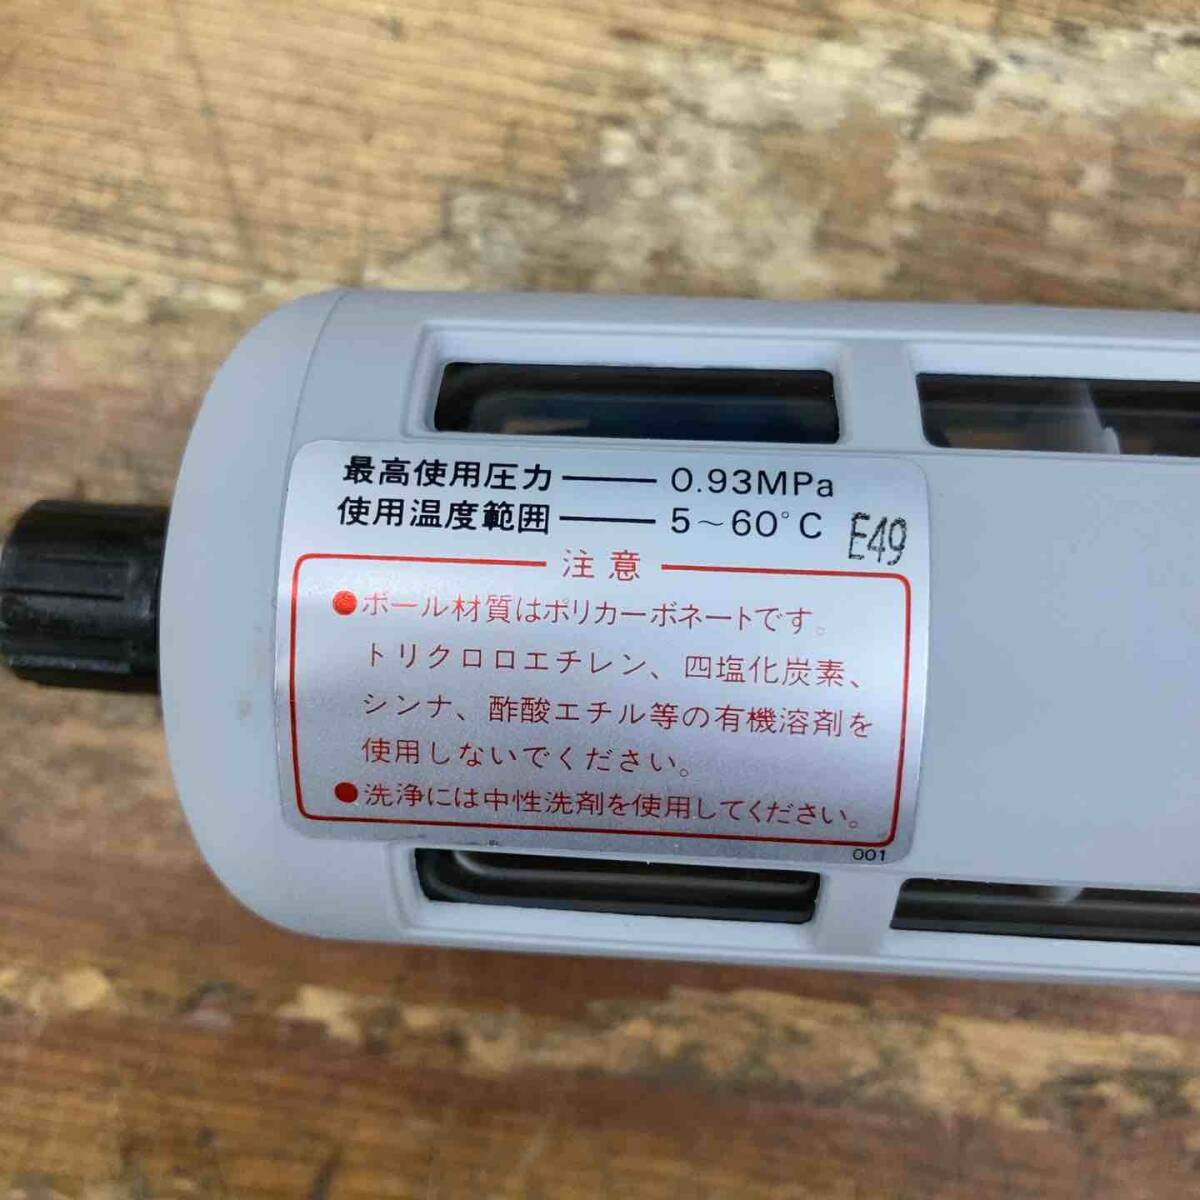 最高使用圧力 —— 0.93MPa
使用温度範囲 —— 5～60°C
E49
注意
●ボール材質はポリカーボネートです。
トリクロロエチレン、四塩化炭素、
シンナ、酢酸エチル等の有機溶剤を
使用しないでください。
●洗浄には中性洗剤を使用してください。
001